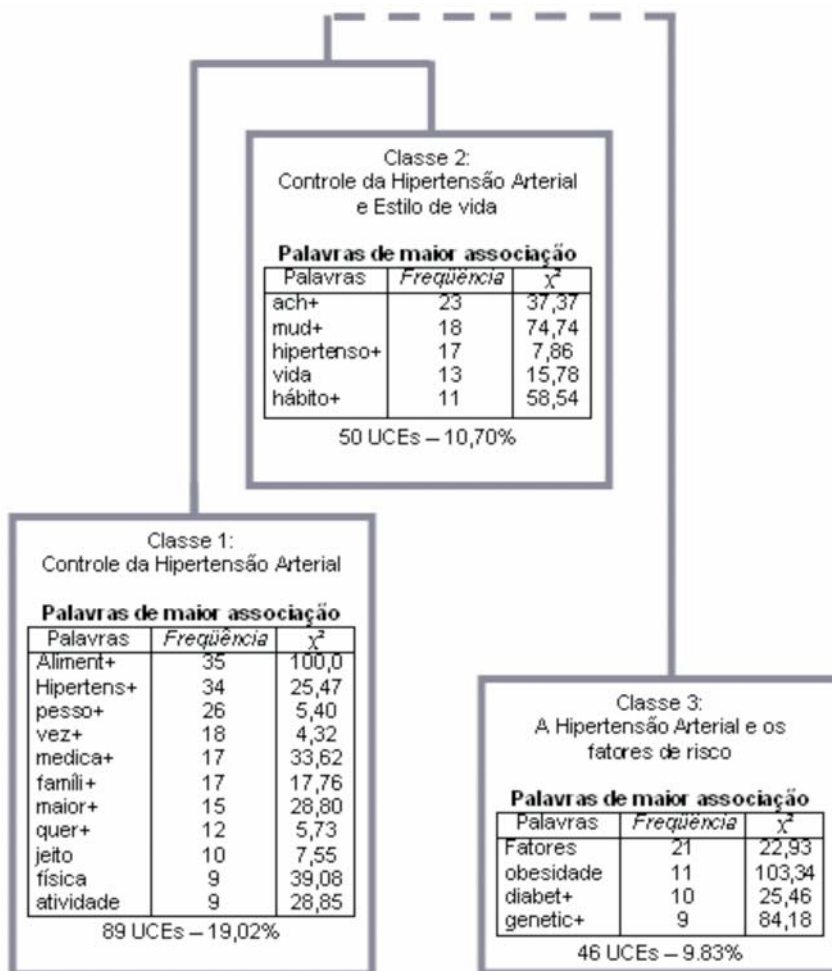 Classe 2:
Controle da Hipertensão Arterial
e Estilo de vida
Palavras de maior associação
Palavras Freqüência χ²
ach+ 23 37,37
mud+ 18 74,74
hipertenso+ 17 7,86
vida 13 15,78
hábito+ 11 58,54
50 UCEs – 10,70%
Classe 1:
Controle da Hipertensão Arterial
Palavras de maior associação
Palavras Freqüência χ²
Aliment+ 35 100,0
Hipertens+ 34 25,47
pesso+ 26 5,40
vez+ 18 4,32
medica+ 17 33,62
famíli+ 17 17,76
maior+ 15 28,80
quer+ 12 5,73
jeito 10 7,55
física 9 39,08
atividade 9 28,85
89 UCEs – 19,02%
Classe 3:
A Hipertensão Arterial e os
fatores de risco
Palavras de maior associação
Palavras Freqüência χ²
Fatores 21 22,93
obesidade 11 103,34
diabet+ 10 25,46
genetic+ 9 84,18
46 UCEs – 9.83%